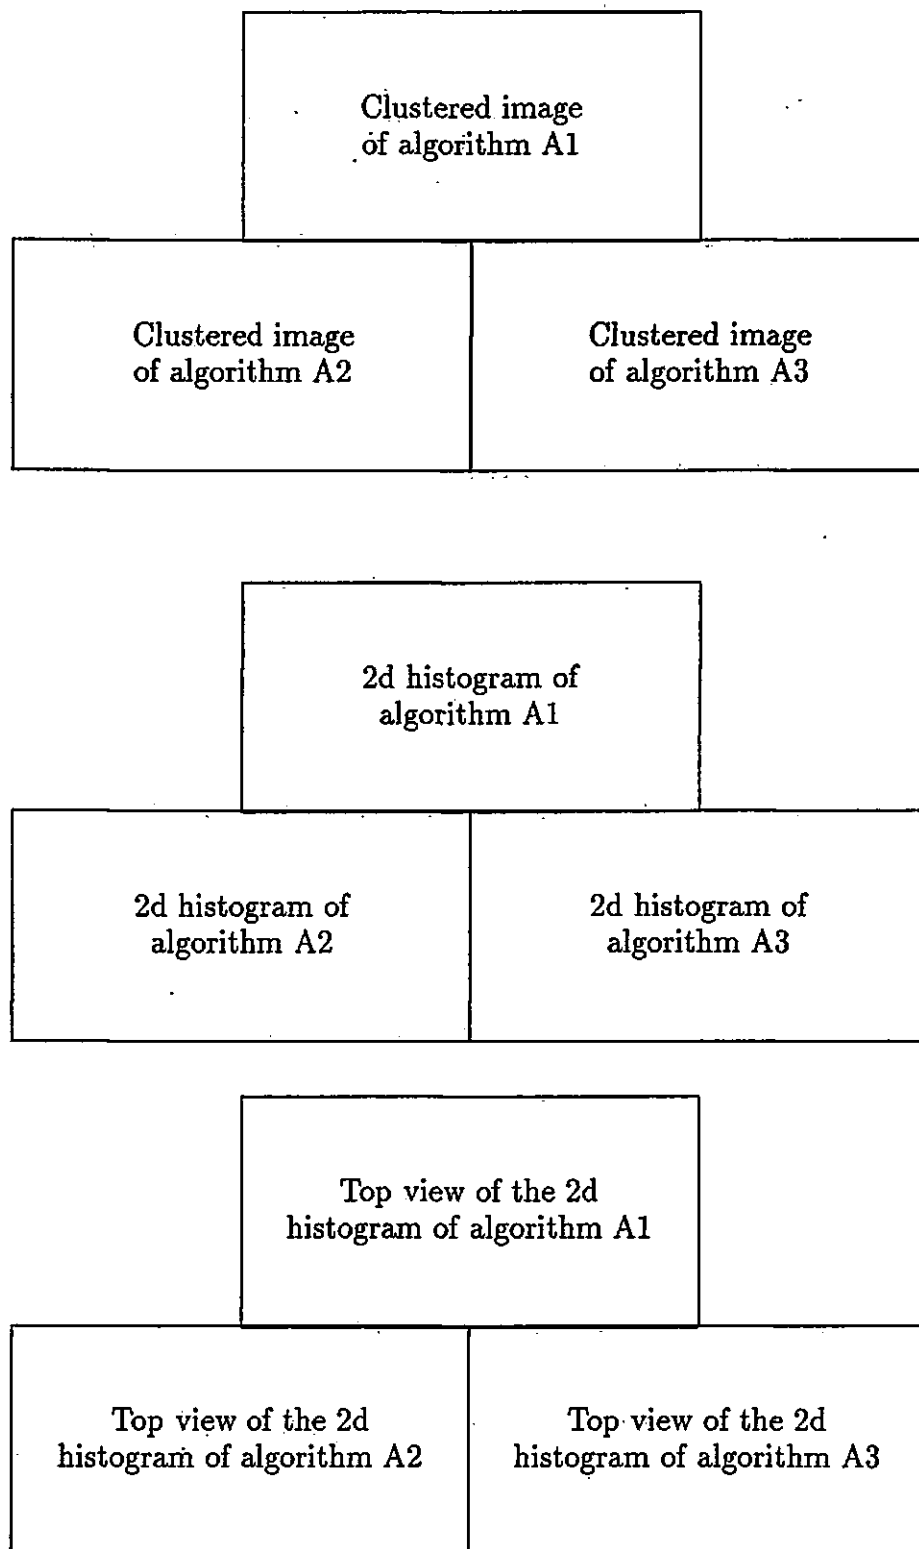 Clustered image
of algorithm A1
Clustered image
of algorithm A2
Clustered image
of algorithm A3
2d histogram of
algorithm A1
2d histogram of
algorithm A2
2d histogram of
algorithm A3
Top view of the 2d
histogram of algorithm A1
Top view of the 2d
histogram of algorithm A2
Top view of the 2d
histogram of algorithm A3